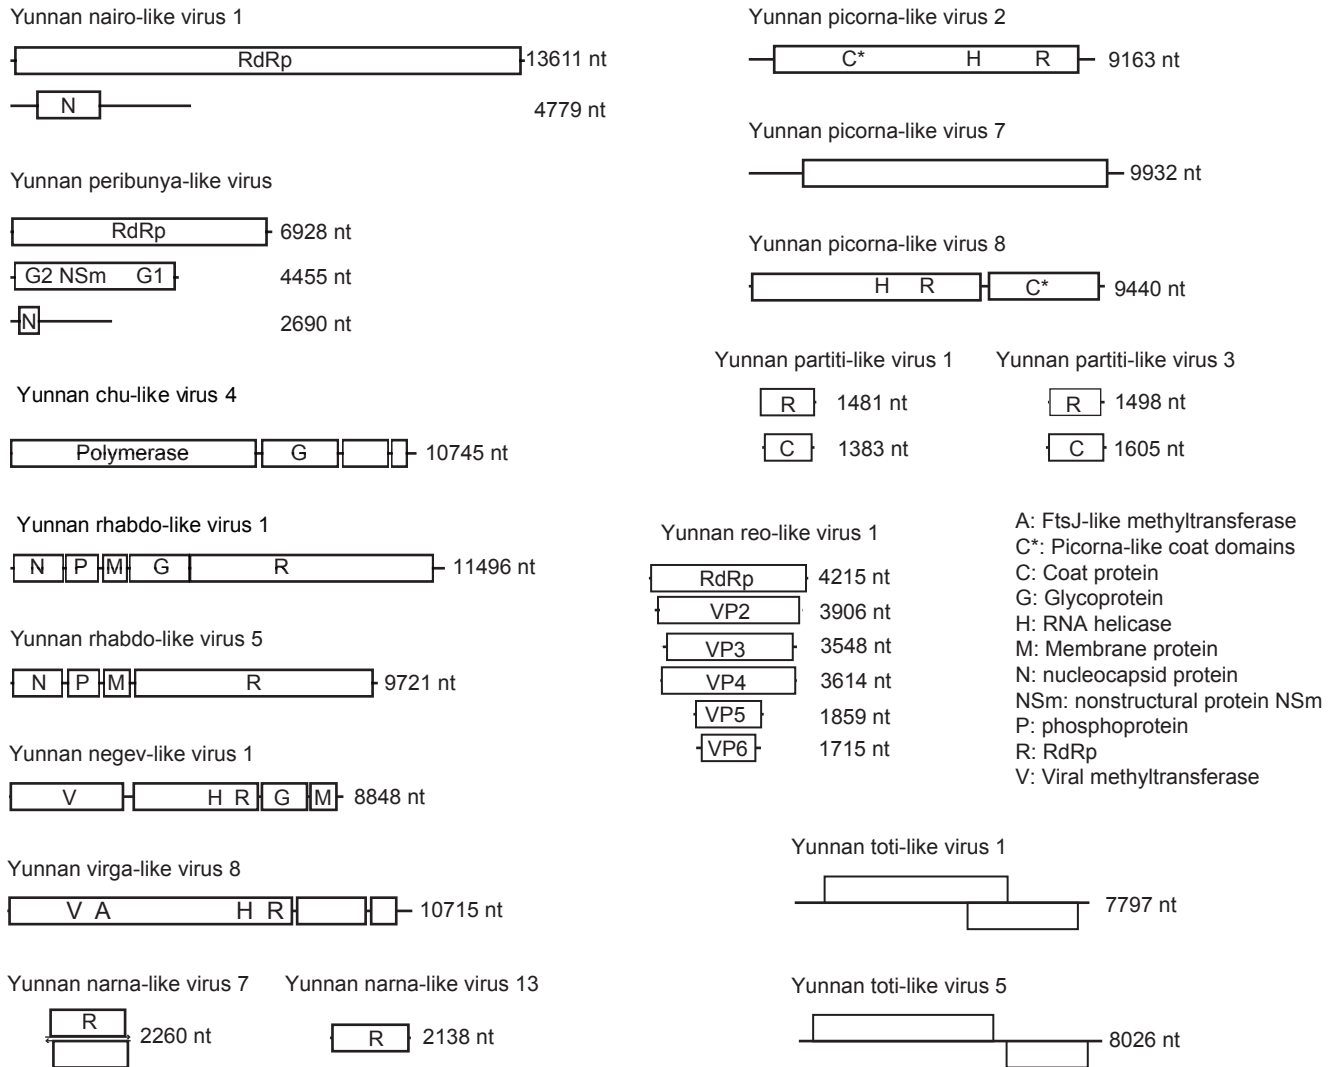 Yunnan nairo-like virus 1
RdRp
13611 nt
N
4779 nt
Yunnan peribunya-like virus
RdRp
6928 nt
G2 NSm G1
4455 nt
N
2690 nt
Yunnan chu-like virus 4
Polymerase G
10745 nt
Yunnan rhabdo-like virus 1
N P M G R
11496 nt
Yunnan rhabdo-like virus 5
N P M R
9721 nt
Yunnan negev-like virus 1
V H R G M
8848 nt
Yunnan virga-like virus 8
V A H R
10715 nt
Yunnan narna-like virus 7
R
2260 nt
Yunnan narna-like virus 13
R
2138 nt
Yunnan picorna-like virus 2
C* H R
9163 nt
Yunnan picorna-like virus 7
9932 nt
Yunnan picorna-like virus 8
H R C*
9440 nt
Yunnan partiti-like virus 1
R
1481 nt
C
1383 nt
Yunnan partiti-like virus 3
R
1498 nt
C
1605 nt
Yunnan reo-like virus 1
RdRp
4215 nt
VP2
3906 nt
VP3
3548 nt
VP4
3614 nt
VP5
1859 nt
VP6
1715 nt
A: FtsJ-like methyltransferase
C*: Picorna-like coat domains
C: Coat protein
G: Glycoprotein
H: RNA helicase
M: Membrane protein
N: nucleocapsid protein
NSm: nonstructural protein NSm
P: phosphoprotein
R: RdRp
V: Viral methyltransferase
Yunnan toti-like virus 1
7797 nt
Yunnan toti-like virus 5
8026 nt